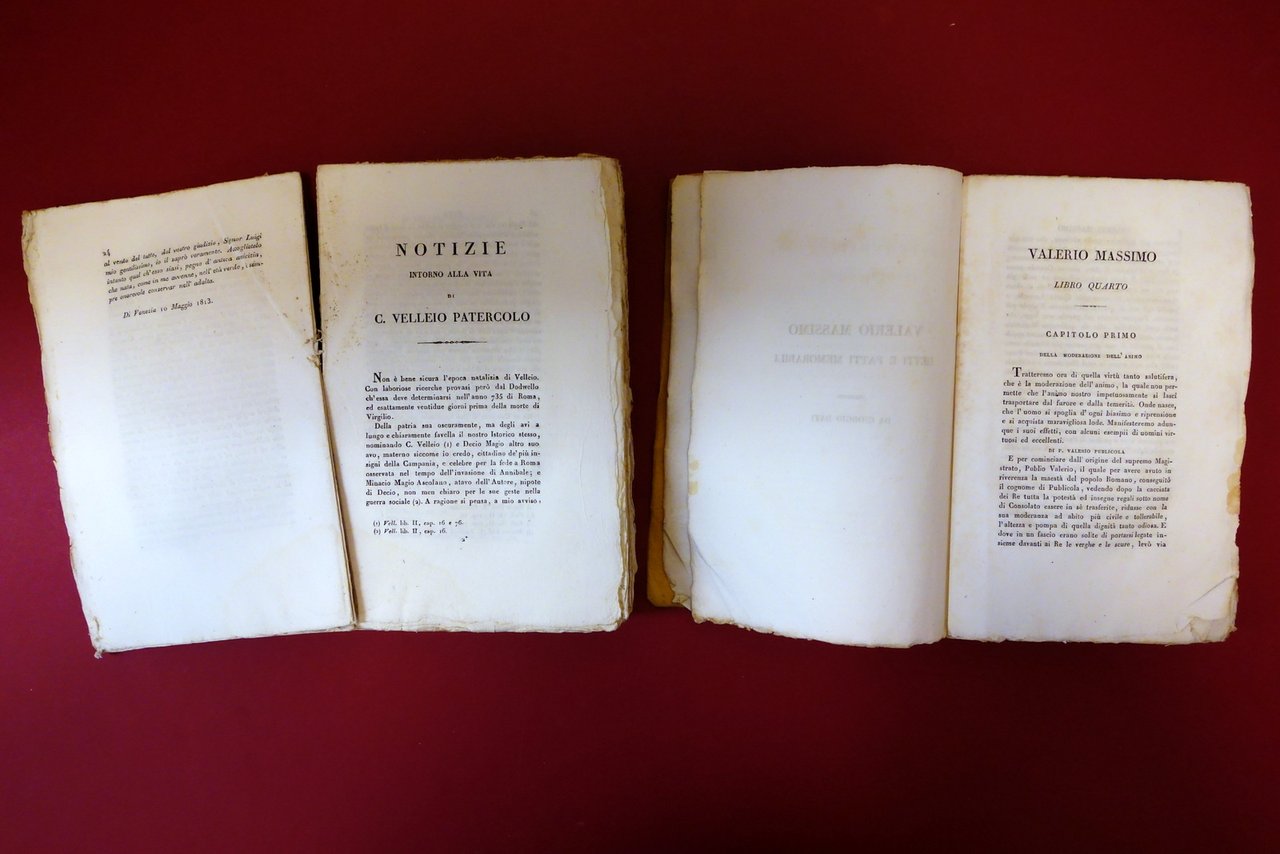 24
al vento del tutto, dal vostro giudizio, Signor Luigi
mio gentilissimo, io il saprò veramente. Accoglietelo
intanto qual ch'esso siasi, pegno d'antica amicizia,
che nata, come in me avvenne, nell'età verde, è sem-
pre onorevole conservar nell'adulta.
Di Venezia 10 Maggio 1813.
NOTIZIE
INTORNO ALLA VITA
DI
C. VELLEIO PATERCOLO
Non è bene sicura l'epoca natalizia di Velleio.
Con laboriose ricerche provasi però dal Dodwello
ch'essa deve determinarsi nell'anno 735 di Roma,
ed esattamente ventidue giorni prima della morte di
Virgilio.
Della patria sua oscuramente, ma degli avi a
lungo e chiaramente favella il nostro Istorico stesso,
nominando C. Velleio (1) e Decio Magio altro suo
avo, materno siccome io credo, cittadino de' più in-
signi della Campania, e celebre per la fede a Roma
osservata nel tempo dell'invasione di Annibale; e
Minacio Magio Ascolano, atavo dell'Autore, nipote
di Decio, non men chiaro per le sue geste nella
guerra sociale (2). A ragione si pensa, a mio avviso,
(1) Vell. lib. II, cap. 16 e 76.
(2) Vell. lib. II, cap. 16.
VALERIO MASSIMO
DETTI E FATTI MEMORABILI
DA GIORGIO DATI
VALERIO MASSIMO
LIBRO QUARTO
CAPITOLO PRIMO
DELLA MODERAZIONE DELL'ANIMO
Tratteremo ora di quella virtù tanto salutifera,
che è la moderazione dell'animo, la quale non per-
mette che l'animo nostro impetuosamente si lasci
trasportare dal furore e dalla temerità. Onde nasce,
che l'uomo si spoglia d'ogni biasimo e riprensione
e si acquista maravigliosa lode. Manifesteremo adun-
que i suoi effetti, con alcuni esempii di uomini vir-
tuosi ed eccellenti.
DI P. VALERIO PUBLICOLA
E per cominciare dall'origine del supremo Magi-
strato, Publio Valerio, il quale per avere avuto in
riverenza la maestà del popolo Romano, conseguitò
il cognome di Publicola, vedendo dopo la cacciata
dei Re tutta la potestà ed insegne regali sotto nome
di Consolato essere in sè trasferite, ridusse con la
sua moderanza ad abito più civile e tollerabile,
l'altezza e pompa di quella dignità tanto odiosa. E
dove in un fascio erano solite di portarsi legate in-
sieme davanti ai Re le verghe e le scure, levò via